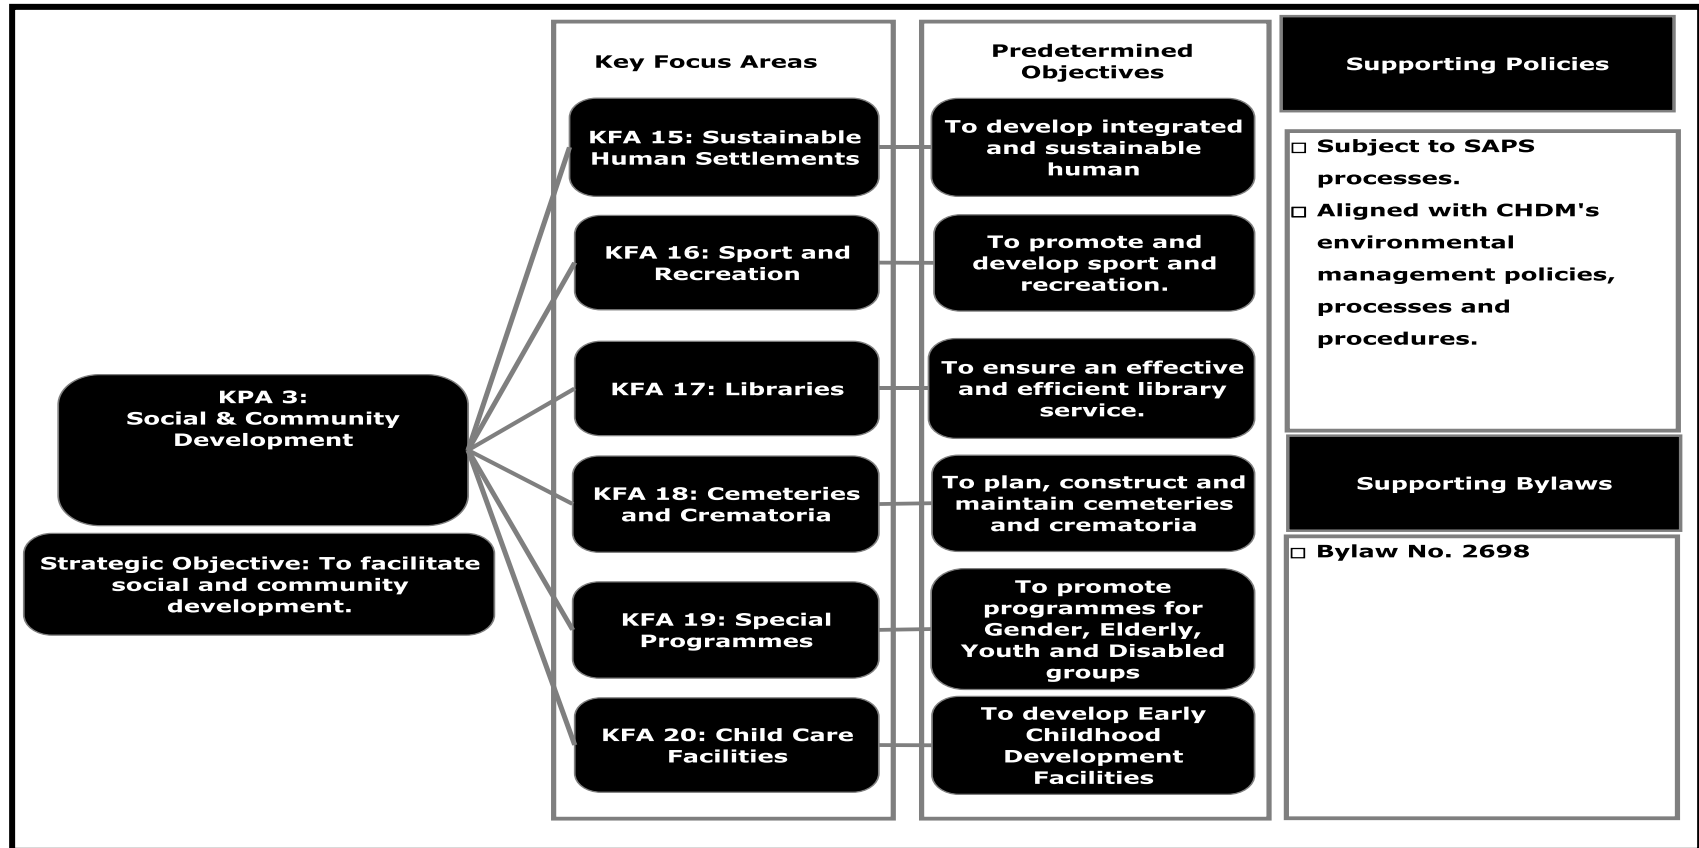 KPA 3:
Social & Community
Development
Strategic Objective: To facilitate
social and community
development.
Key Focus Areas
KFA 15: Sustainable
Human Settlements
KFA 16: Sport and
Recreation
KFA 17: Libraries
KFA 18: Cemeteries
and Crematoria
KFA 19: Special
Programmes
KFA 20: Child Care
Facilities
Predetermined
Objectives
To develop integrated
and sustainable
human
To promote and
develop sport and
recreation.
To ensure an effective
and efficient library
service.
To plan, construct and
maintain cemeteries
and crematoria
To promote
programmes for
Gender, Elderly,
Youth and Disabled
groups
To develop Early
Childhood
Development
Facilities
Supporting Policies
□ Subject to SAPS
processes.
□ Aligned with CHDM's
environmental
management policies,
processes and
procedures.
Supporting Bylaws
□ Bylaw No. 2698